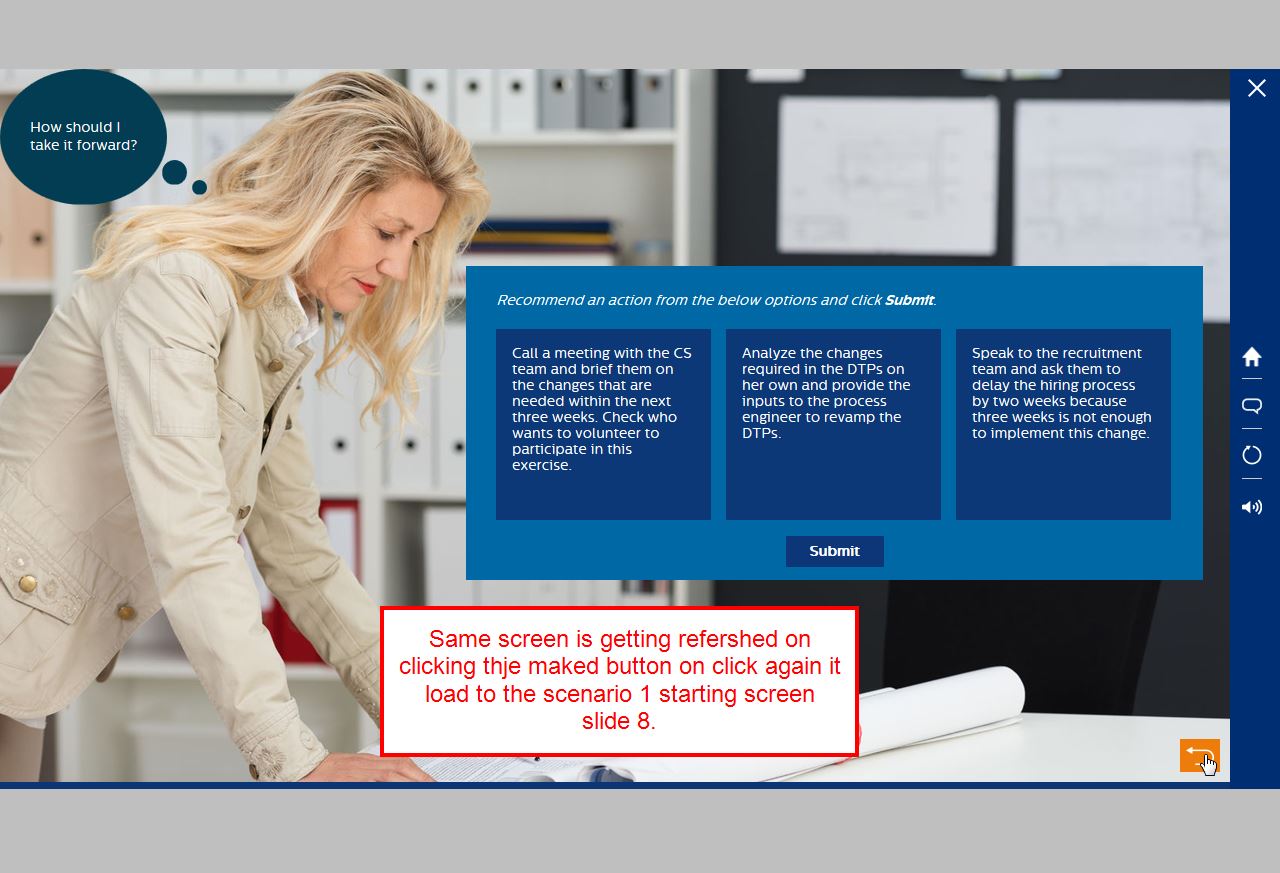 How should I
take it forward?
Recommend an action from the below options and click Submit.
Call a meeting with the CS
team and brief them on
the changes that are
needed within the next
three weeks. Check who
wants to volunteer to
participate in this
exercise.
Analyze the changes
required in the DTPs on
her own and provide the
inputs to the process
engineer to revamp the
DTPs.
Speak to the recruitment
team and ask them to
delay the hiring process
by two weeks because
three weeks is not enough
to implement this change.
Submit
Same screen is getting refershed on
clicking thje maked button on click again it
load to the scenario 1 starting screen
slide 8.